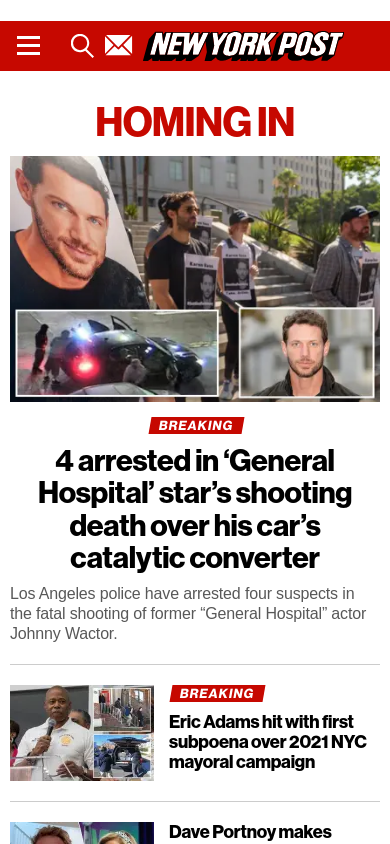 NEW YORK POST
HOMING IN
BREAKING
4 arrested in ‘General
Hospital’ star’s shooting
death over his car’s
catalytic converter
Los Angeles police have arrested four suspects in
the fatal shooting of former “General Hospital” actor
Johnny Wactor.
BREAKING
Eric Adams hit with first
subpoena over 2021 NYC
mayoral campaign
Dave Portnoy makes